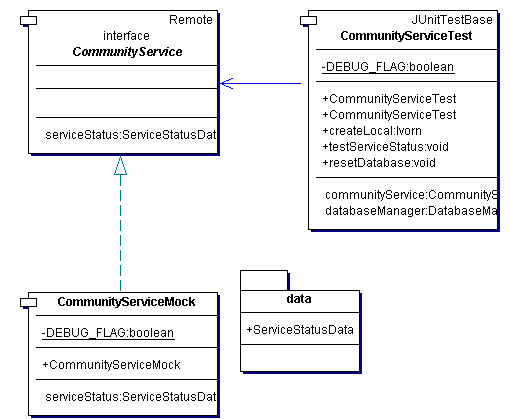 Remote
interface
CommunityService
serviceStatus:ServiceStatusDat
JUnitTestBase
CommunityServiceTest
-DEBUG_FLAG:boolean
+CommunityServiceTest
+CommunityServiceTest
+createLocal:Ivorn
+testServiceStatus:void
+resetDatabase:void
communityService:CommunityS
databaseManager:DatabaseMa
CommunityServiceMock
-DEBUG_FLAG:boolean
+CommunityServiceMock
serviceStatus:ServiceStatusDat
data
+ServiceStatusData